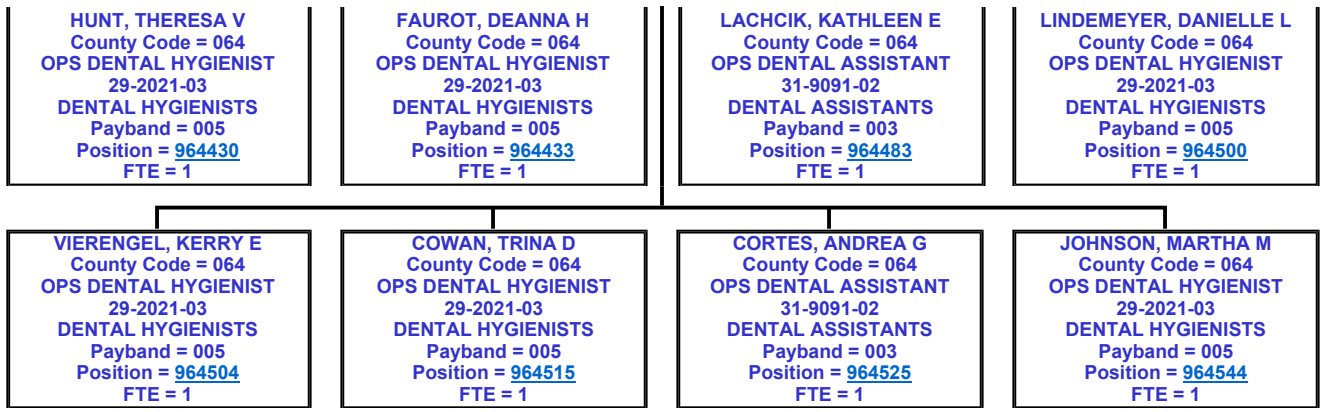 HUNT, THERESA V
County Code = 064
OPS DENTAL HYGIENIST
29-2021-03
DENTAL HYGIENISTS
Payband = 005
Position = 964430
FTE = 1
FAUROT, DEANNA H
County Code = 064
OPS DENTAL HYGIENIST
29-2021-03
DENTAL HYGIENISTS
Payband = 005
Position = 964433
FTE = 1
LACHCIK, KATHLEEN E
County Code = 064
OPS DENTAL ASSISTANT
31-9091-02
DENTAL ASSISTANTS
Payband = 003
Position = 964483
FTE = 1
LINDEMEYER, DANIELLE L
County Code = 064
OPS DENTAL HYGIENIST
29-2021-03
DENTAL HYGIENISTS
Payband = 005
Position = 964500
FTE = 1
VIERENGEL, KERRY E
County Code = 064
OPS DENTAL HYGIENIST
29-2021-03
DENTAL HYGIENISTS
Payband = 005
Position = 964504
FTE = 1
COWAN, TRINA D
County Code = 064
OPS DENTAL HYGIENIST
29-2021-03
DENTAL HYGIENISTS
Payband = 005
Position = 964515
FTE = 1
CORTES, ANDREA G
County Code = 064
OPS DENTAL ASSISTANT
31-9091-02
DENTAL ASSISTANTS
Payband = 003
Position = 964525
FTE = 1
JOHNSON, MARTHA M
County Code = 064
OPS DENTAL HYGIENIST
29-2021-03
DENTAL HYGIENISTS
Payband = 005
Position = 964544
FTE = 1